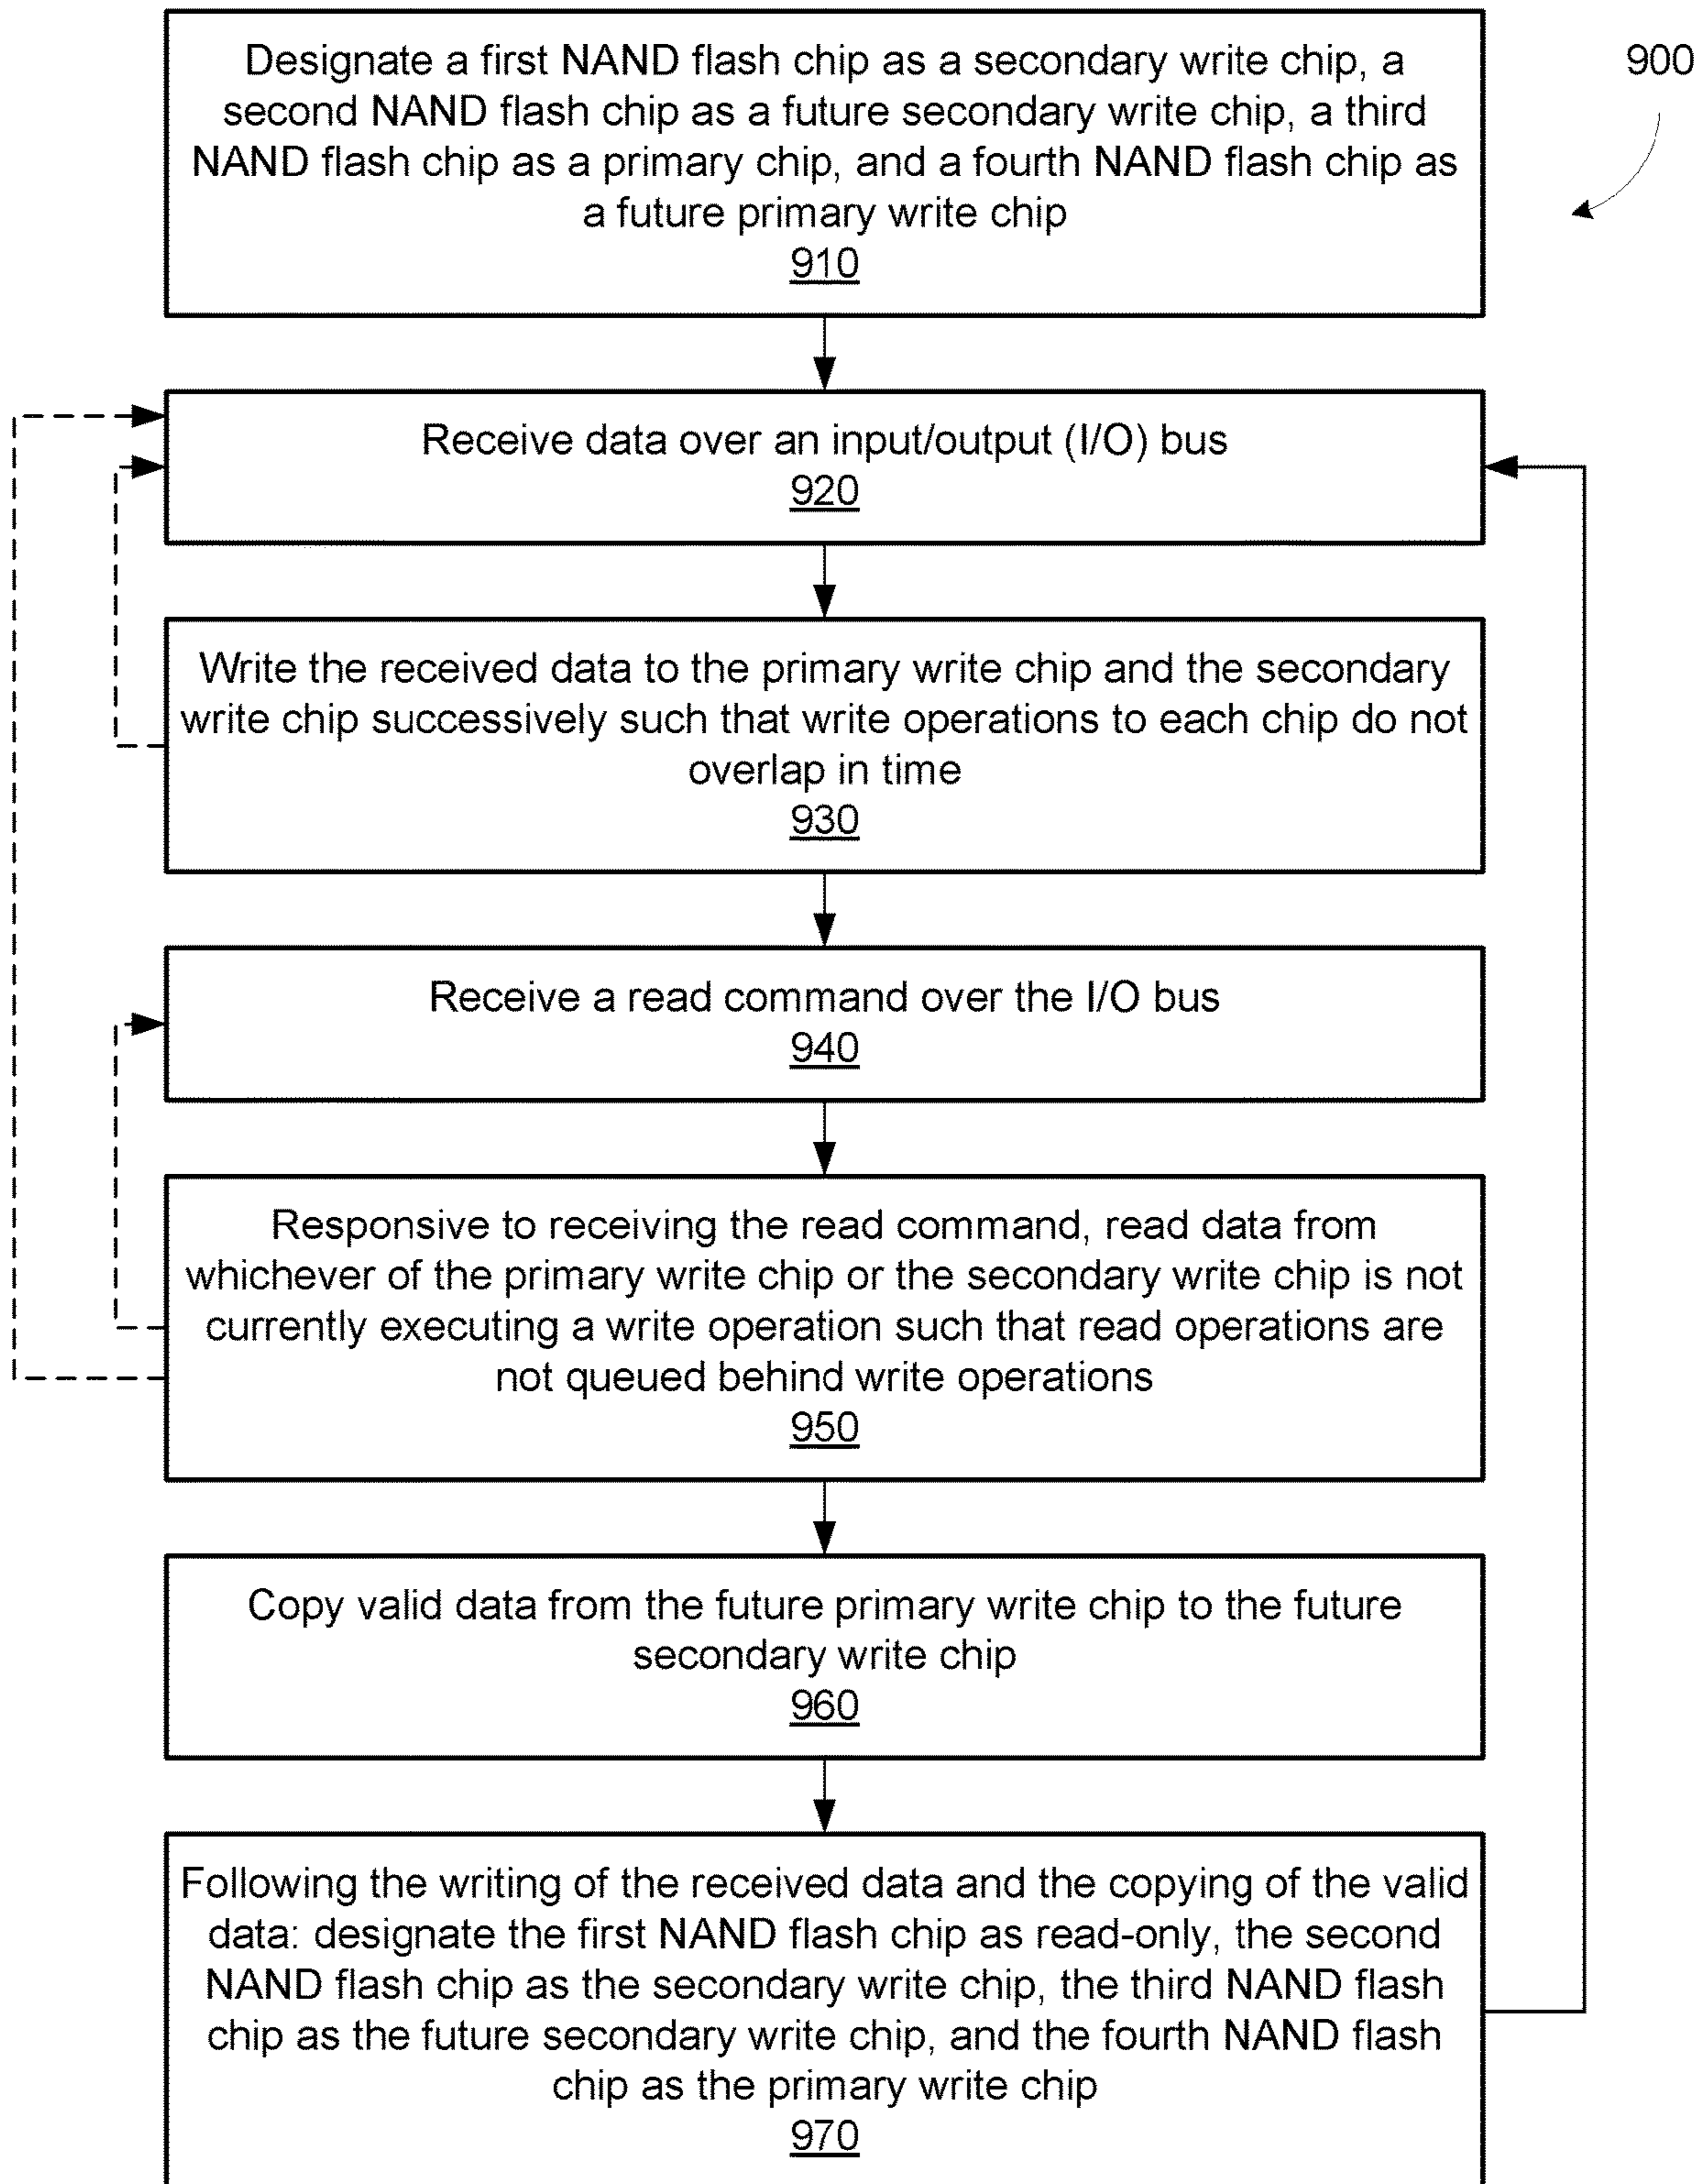 Designate a first NAND flash chip as a secondary write chip, a
second NAND flash chip as a future secondary write chip, a third
NAND flash chip as a primary chip, and a fourth NAND flash chip as
a future primary write chip
910
900
Receive data over an input/output (I/O) bus
920
Write the received data to the primary write chip and the secondary
write chip successively such that write operations to each chip do not
overlap in time
930
Receive a read command over the I/O bus
940
Responsive to receiving the read command, read data from
whichever of the primary write chip or the secondary write chip is not
currently executing a write operation such that read operations are
not queued behind write operations
950
Copy valid data from the future primary write chip to the future
secondary write chip
960
Following the writing of the received data and the copying of the valid
data: designate the first NAND flash chip as read-only, the second
NAND flash chip as the secondary write chip, the third NAND flash
chip as the future secondary write chip, and the fourth NAND flash
chip as the primary write chip
970